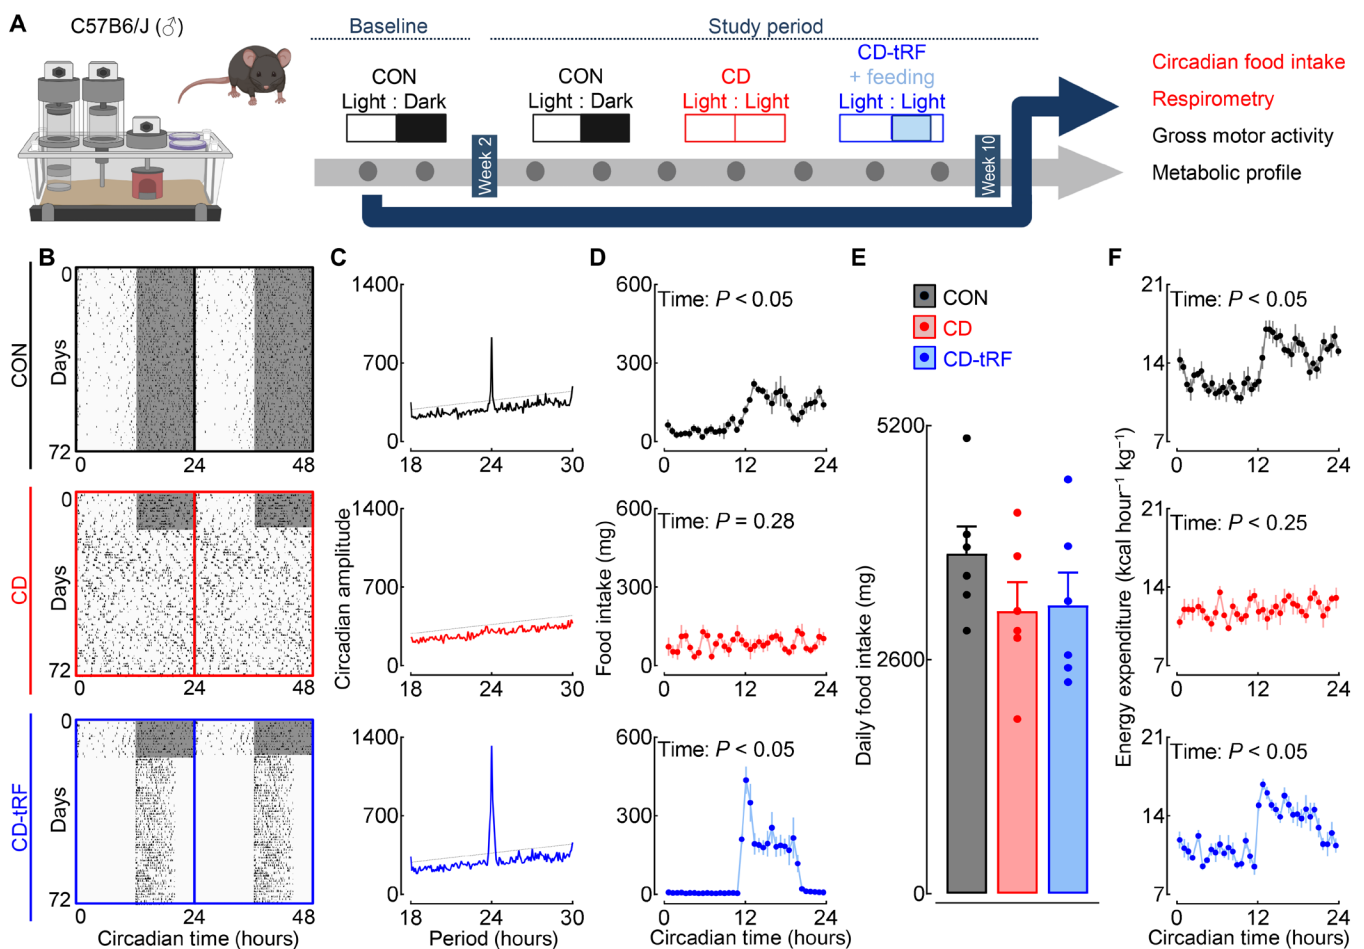 A
C57B6/J (♂)
Baseline
Study period
CON
Light : Dark
CON
Light : Dark
CD
Light : Light
CD-tRF
+ feeding
Light : Light
Week 2
Week 10
Circadian food intake
Respirometry
Gross motor activity
Metabolic profile
B
CON
Days
0
72
0 24 48
CD
Days
0
72
0 24 48
CD-tRF
Days
0
72
0 24 48
Circadian time (hours)
C
Circadian amplitude
1400
700
0
18 24 30
1400
700
0
18 24 30
1400
700
0
18 24 30
Period (hours)
D
Food intake (mg)
600
300
0
Time: P < 0.05
0 12 24
600
300
0
Time: P = 0.28
0 12 24
600
300
0
Time: P < 0.05
0 12 24
Circadian time (hours)
E
CON
CD
CD-tRF
Daily food intake (mg)
5200
2600
0
F
Energy expenditure (kcal hour⁻¹ kg⁻¹)
21
14
7
Time: P < 0.05
0 12 24
21
14
7
Time: P < 0.25
0 12 24
21
14
7
Time: P < 0.05
0 12 24
Circadian time (hours)